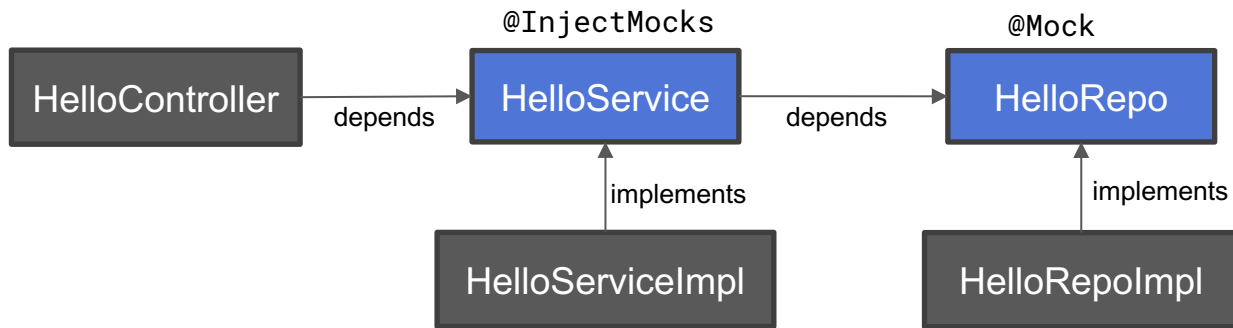 @InjectMocks
@Mock
HelloController
depends
HelloService
depends
HelloRepo
implements
implements
HelloServiceImpl
HelloRepoImpl